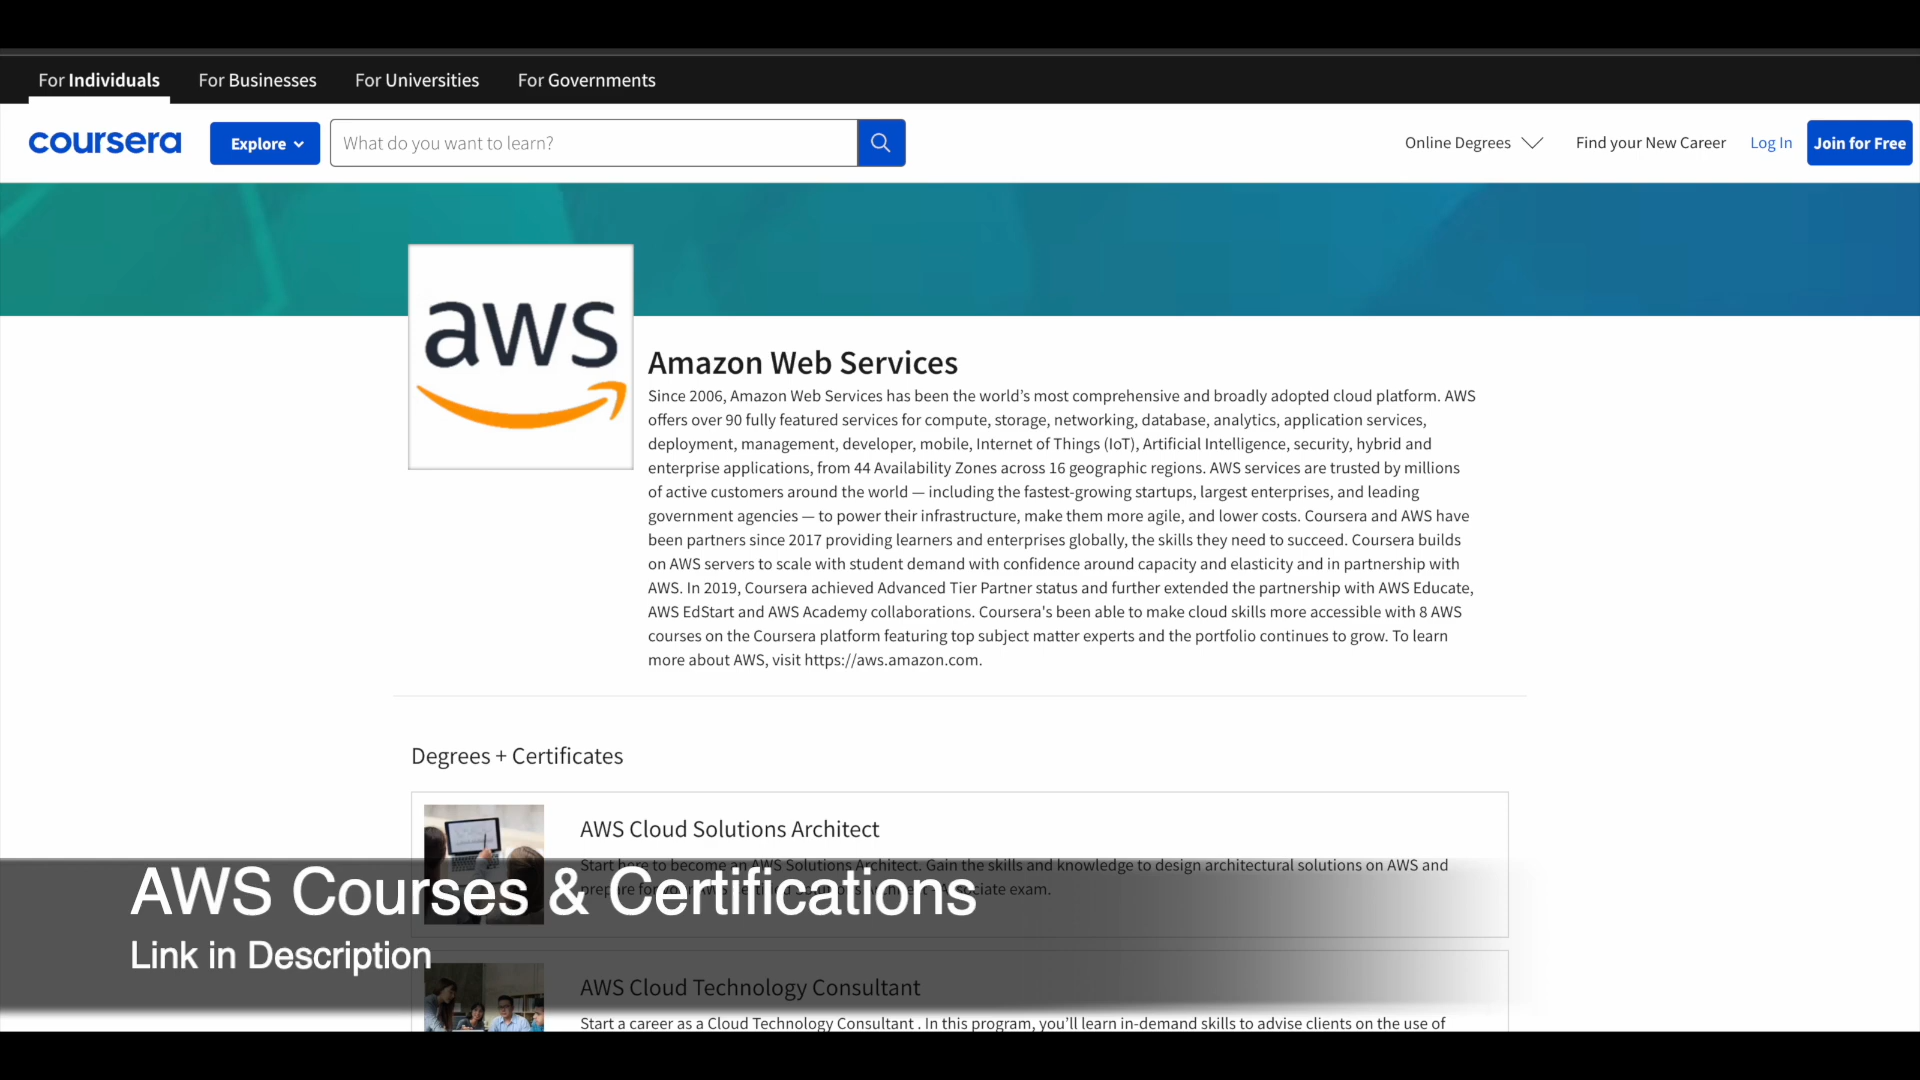 For Individuals
For Businesses
For Universities
For Governments
coursera
Explore
What do you want to learn?
Online Degrees
Find your New Career
Log In
Join for Free
aws
Amazon Web Services
Since 2006, Amazon Web Services has been the world’s most comprehensive and broadly adopted cloud platform. AWS
offers over 90 fully featured services for compute, storage, networking, database, analytics, application services,
deployment, management, developer, mobile, Internet of Things (IoT), Artificial Intelligence, security, hybrid and
enterprise applications, from 44 Availability Zones across 16 geographic regions. AWS services are trusted by millions
of active customers around the world — including the fastest-growing startups, largest enterprises, and leading
government agencies — to power their infrastructure, make them more agile, and lower costs. Coursera and AWS have
been partners since 2017 providing learners and enterprises globally, the skills they need to succeed. Coursera builds
on AWS servers to scale with student demand with confidence around capacity and elasticity and in partnership with
AWS. In 2019, Coursera achieved Advanced Tier Partner status and further extended the partnership with AWS Educate,
AWS EdStart and AWS Academy collaborations. Coursera's been able to make cloud skills more accessible with 8 AWS
courses on the Coursera platform featuring top subject matter experts and the portfolio continues to grow. To learn
more about AWS, visit https://aws.amazon.com.
Degrees + Certificates
AWS Cloud Solutions Architect
Start here to become an AWS Solutions Architect. Gain the skills and knowledge to design architectural solutions on AWS and
prepare for exam.
AWS Courses & Certifications
Link in Description
AWS Cloud Technology Consultant
Start a career as a Cloud Technology Consultant . In this program, you’ll learn in-demand skills to advise clients on the use of